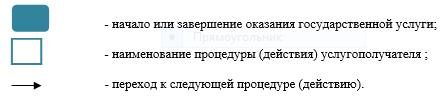 - начало или завершение оказания государственной услуги;
Прямоугольник
- наименование процедуры (действия) услугополучателя ;
- переход к следующей процедуре (действию).